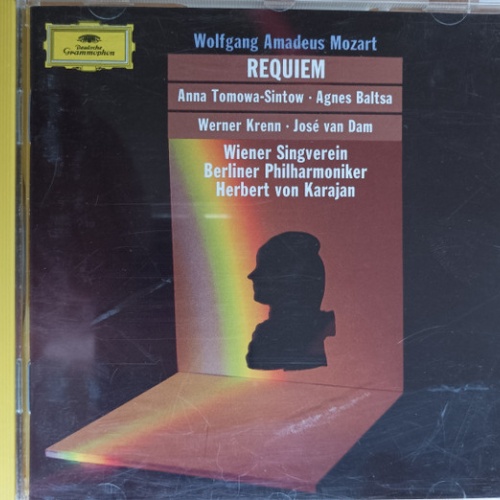 Deutsche
Grammophon
Wolfgang Amadeus Mozart
REQUIEM
Anna Tomowa-Sintow · Agnes Baltsa
Werner Krenn · José van Dam
Wiener Singverein
Berliner Philharmoniker
Herbert von Karajan